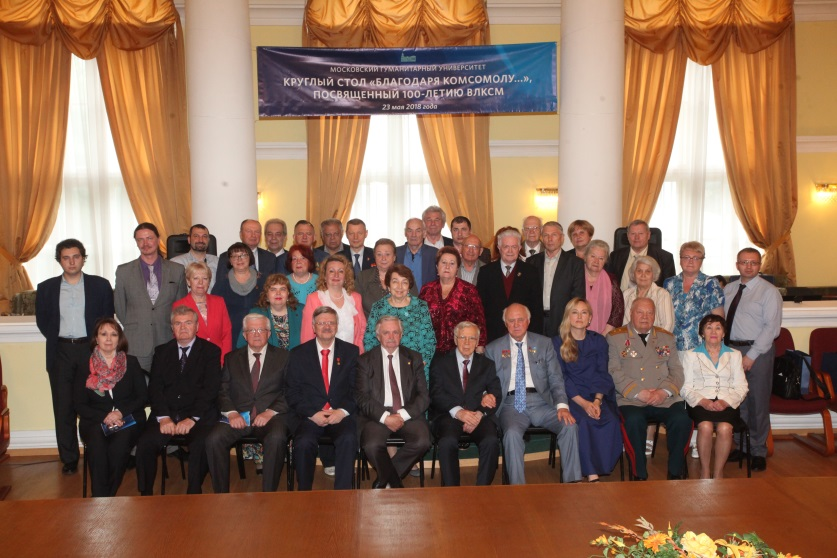 МОСКОВСКИЙ ГУМАНИТАРНЫЙ УНИВЕРСИТЕТ
КРУГЛЫЙ СТОЛ «БЛАГОДАРЯ КОМСОМОЛУ...»,
ПОСВЯЩЕННЫЙ 100-ЛЕТИЮ ВЛКСМ
23 мая 2018 года